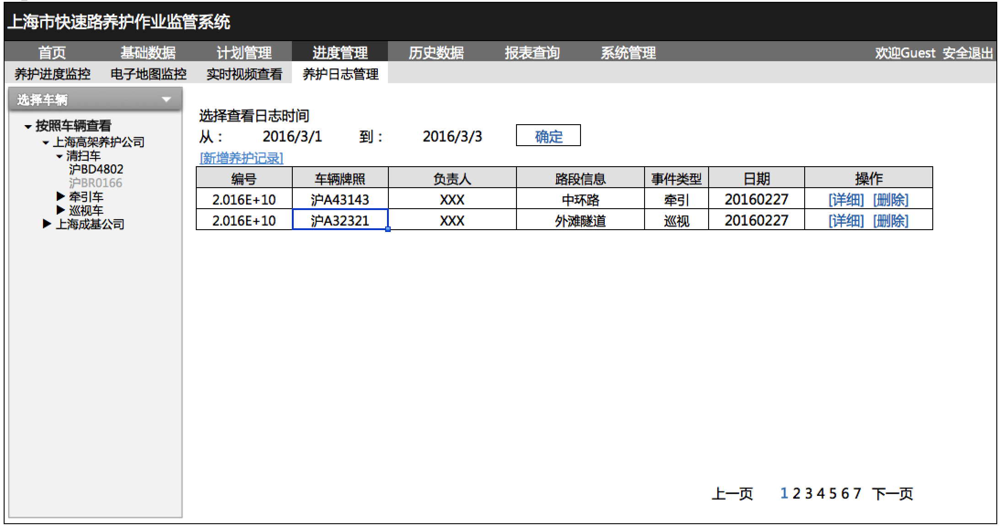 上海市快速路养护作业监管系统
首页 基础数据 计划管理 进度管理 历史数据 报表查询 系统管理 欢迎Guest 安全退出
养护进度监控 电子地图监控 实时视频查看 养护日志管理
选择车辆
按照车辆查看
上海高架养护公司
清扫车
沪BD4802
沪BR0166
牵引车
巡视车
上海成基公司
选择查看日志时间
从： 2016/3/1 到： 2016/3/3 确定
[新增养护记录]
编号 车辆牌照 负责人 路段信息 事件类型 日期 操作
2.016E+10 沪A43143 XXX 中环路 牵引 20160227 [详细] [删除]
2.016E+10 沪A32321 XXX 外滩隧道 巡视 20160227 [详细] [删除]
上一页 1 2 3 4 5 6 7 下一页